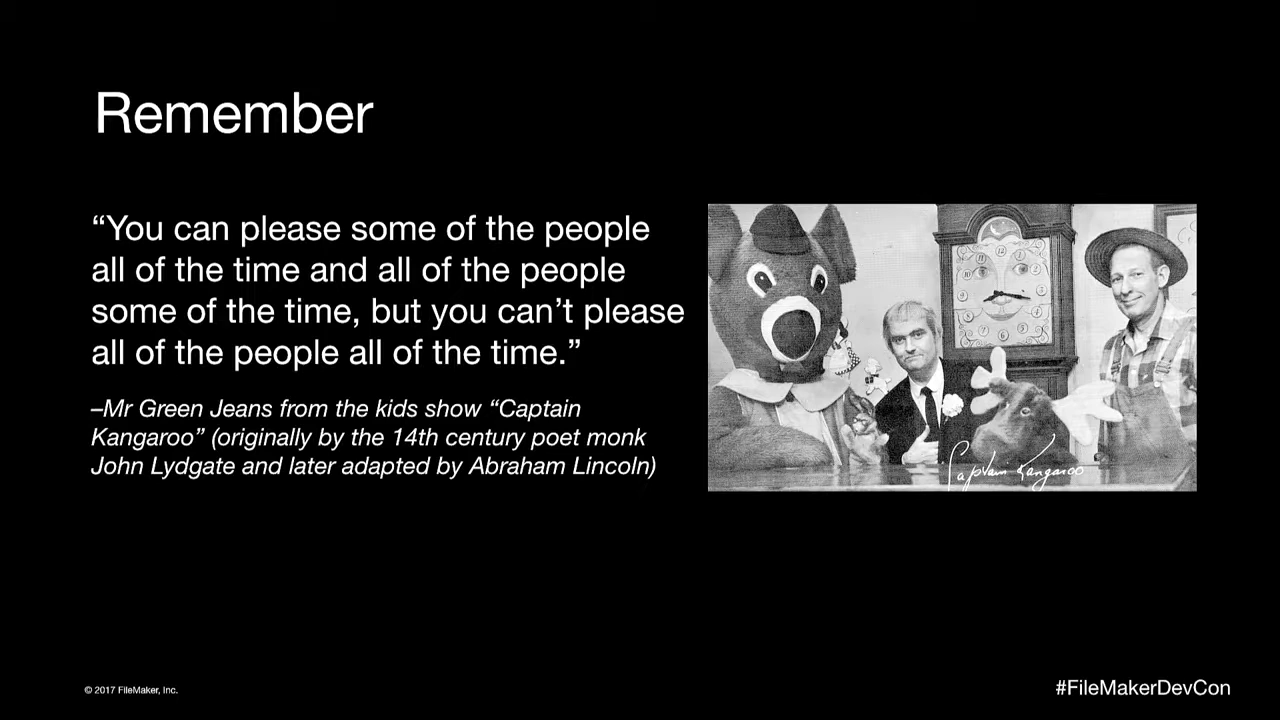 Remember
“You can please some of the people
all of the time and all of the people
some of the time, but you can’t please
all of the people all of the time.”
–Mr Green Jeans from the kids show “Captain
Kangaroo” (originally by the 14th century poet monk
John Lydgate and later adapted by Abraham Lincoln)
Captain Kangaroo
© 2017 FileMaker, Inc.
#FileMakerDevCon